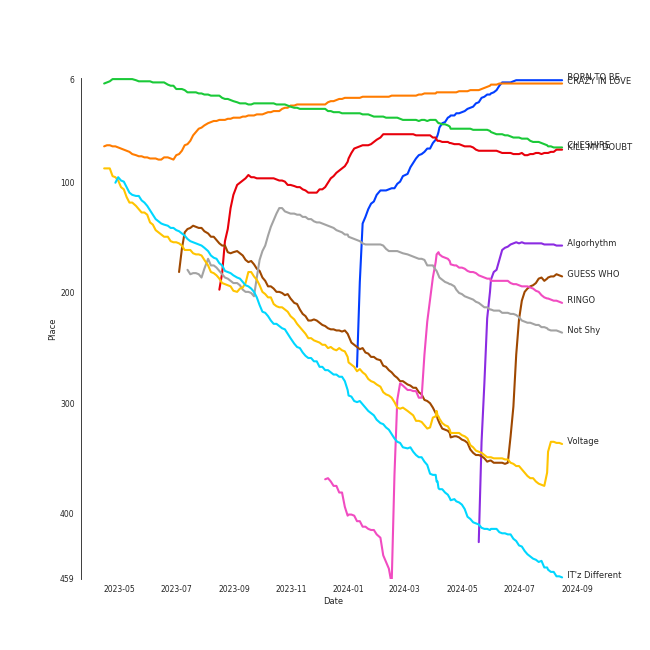 6
100
200
300
400
459
Place
2023-05
2023-07
2023-09
2023-11
2024-01
2024-03
2024-05
2024-07
2024-09
Date
BORN TO BE
CRAZY IN LOVE
CHESHIRE
KILL MY DOUBT
Algorhythm
GUESS WHO
RINGO
Not Shy
Voltage
IT'z Different